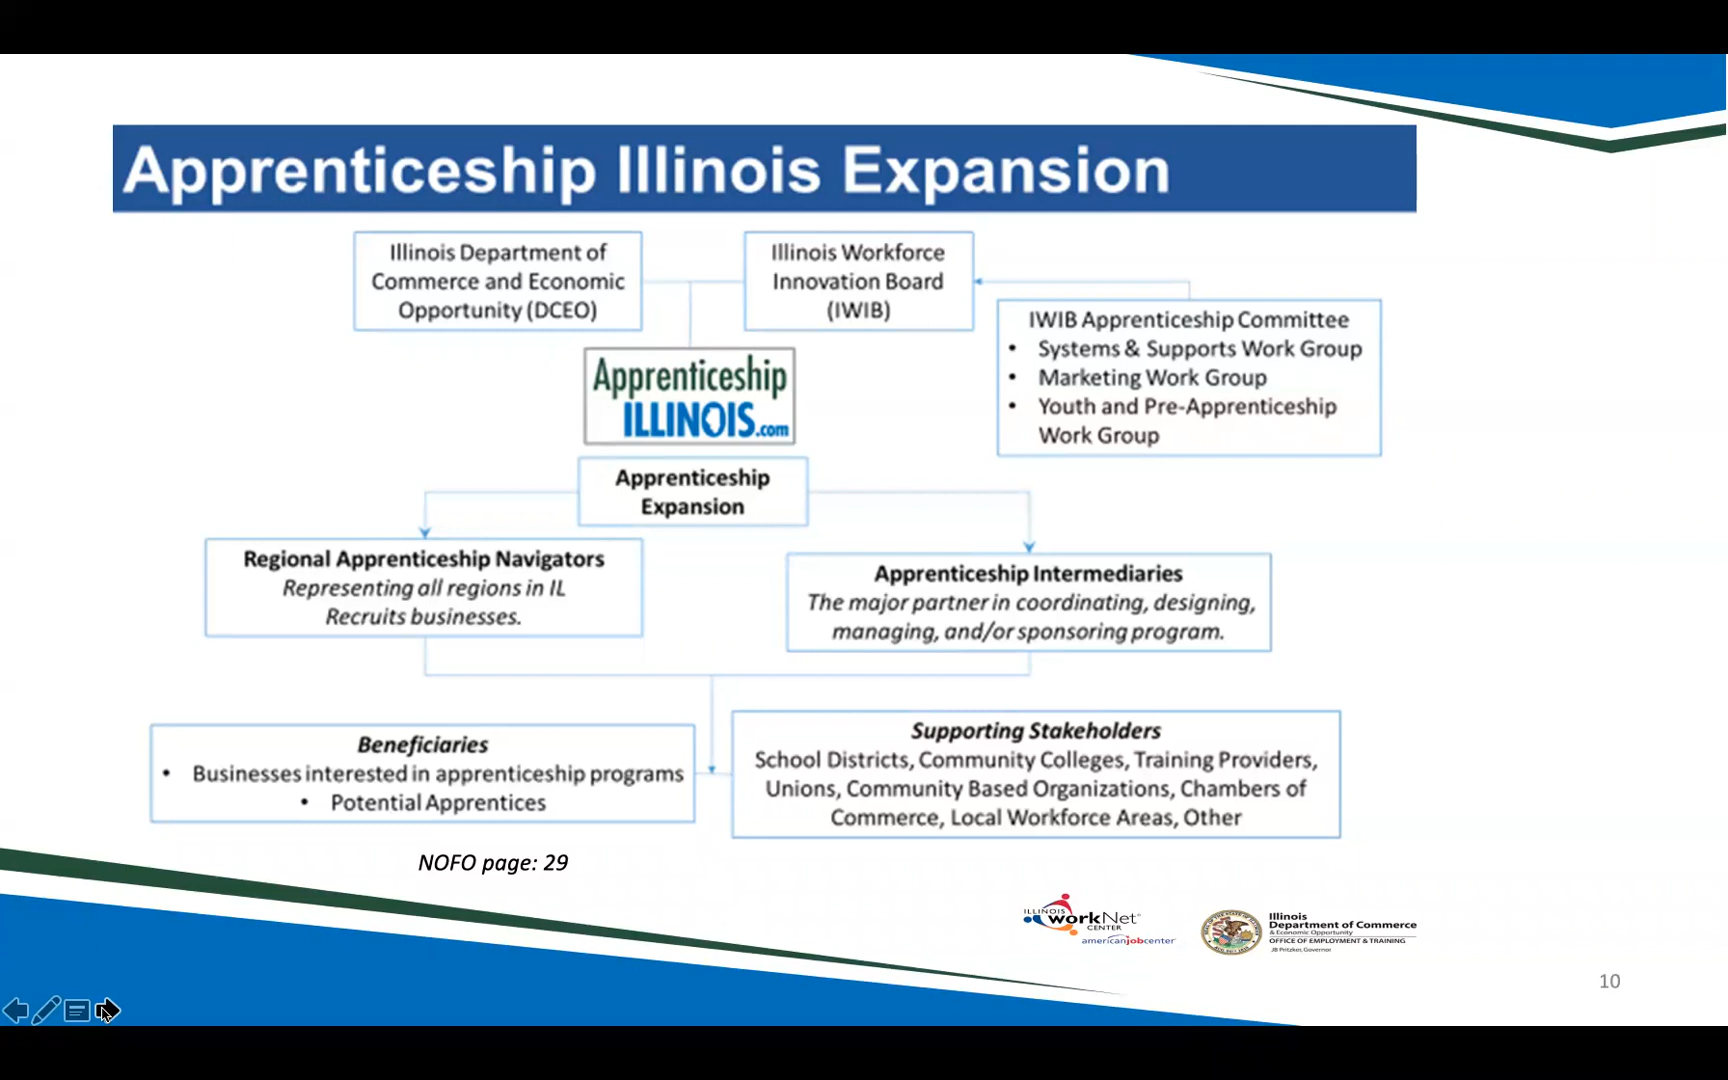 Apprenticeship Illinois Expansion
Illinois Department of
Commerce and Economic
Opportunity (DCEO)
Illinois Workforce
Innovation Board
(IWIB)
IWIB Apprenticeship Committee
• Systems & Supports Work Group
• Marketing Work Group
• Youth and Pre-Apprenticeship
Work Group
Apprenticeship
ILLINOIS.com
Apprenticeship
Expansion
Regional Apprenticeship Navigators
Representing all regions in IL
Recruits businesses.
Apprenticeship Intermediaries
The major partner in coordinating, designing,
managing, and/or sponsoring program.
Beneficiaries
• Businesses interested in apprenticeship programs
• Potential Apprentices
Supporting Stakeholders
School Districts, Community Colleges, Training Providers,
Unions, Community Based Organizations, Chambers of
Commerce, Local Workforce Areas, Other
NOFO page: 29
ILLINOIS
workNet®
CENTER
americanjobcenter
Illinois
Department of Commerce
& Economic Opportunity
OFFICE OF EMPLOYMENT & TRAINING
JB Pritzker, Governor
10